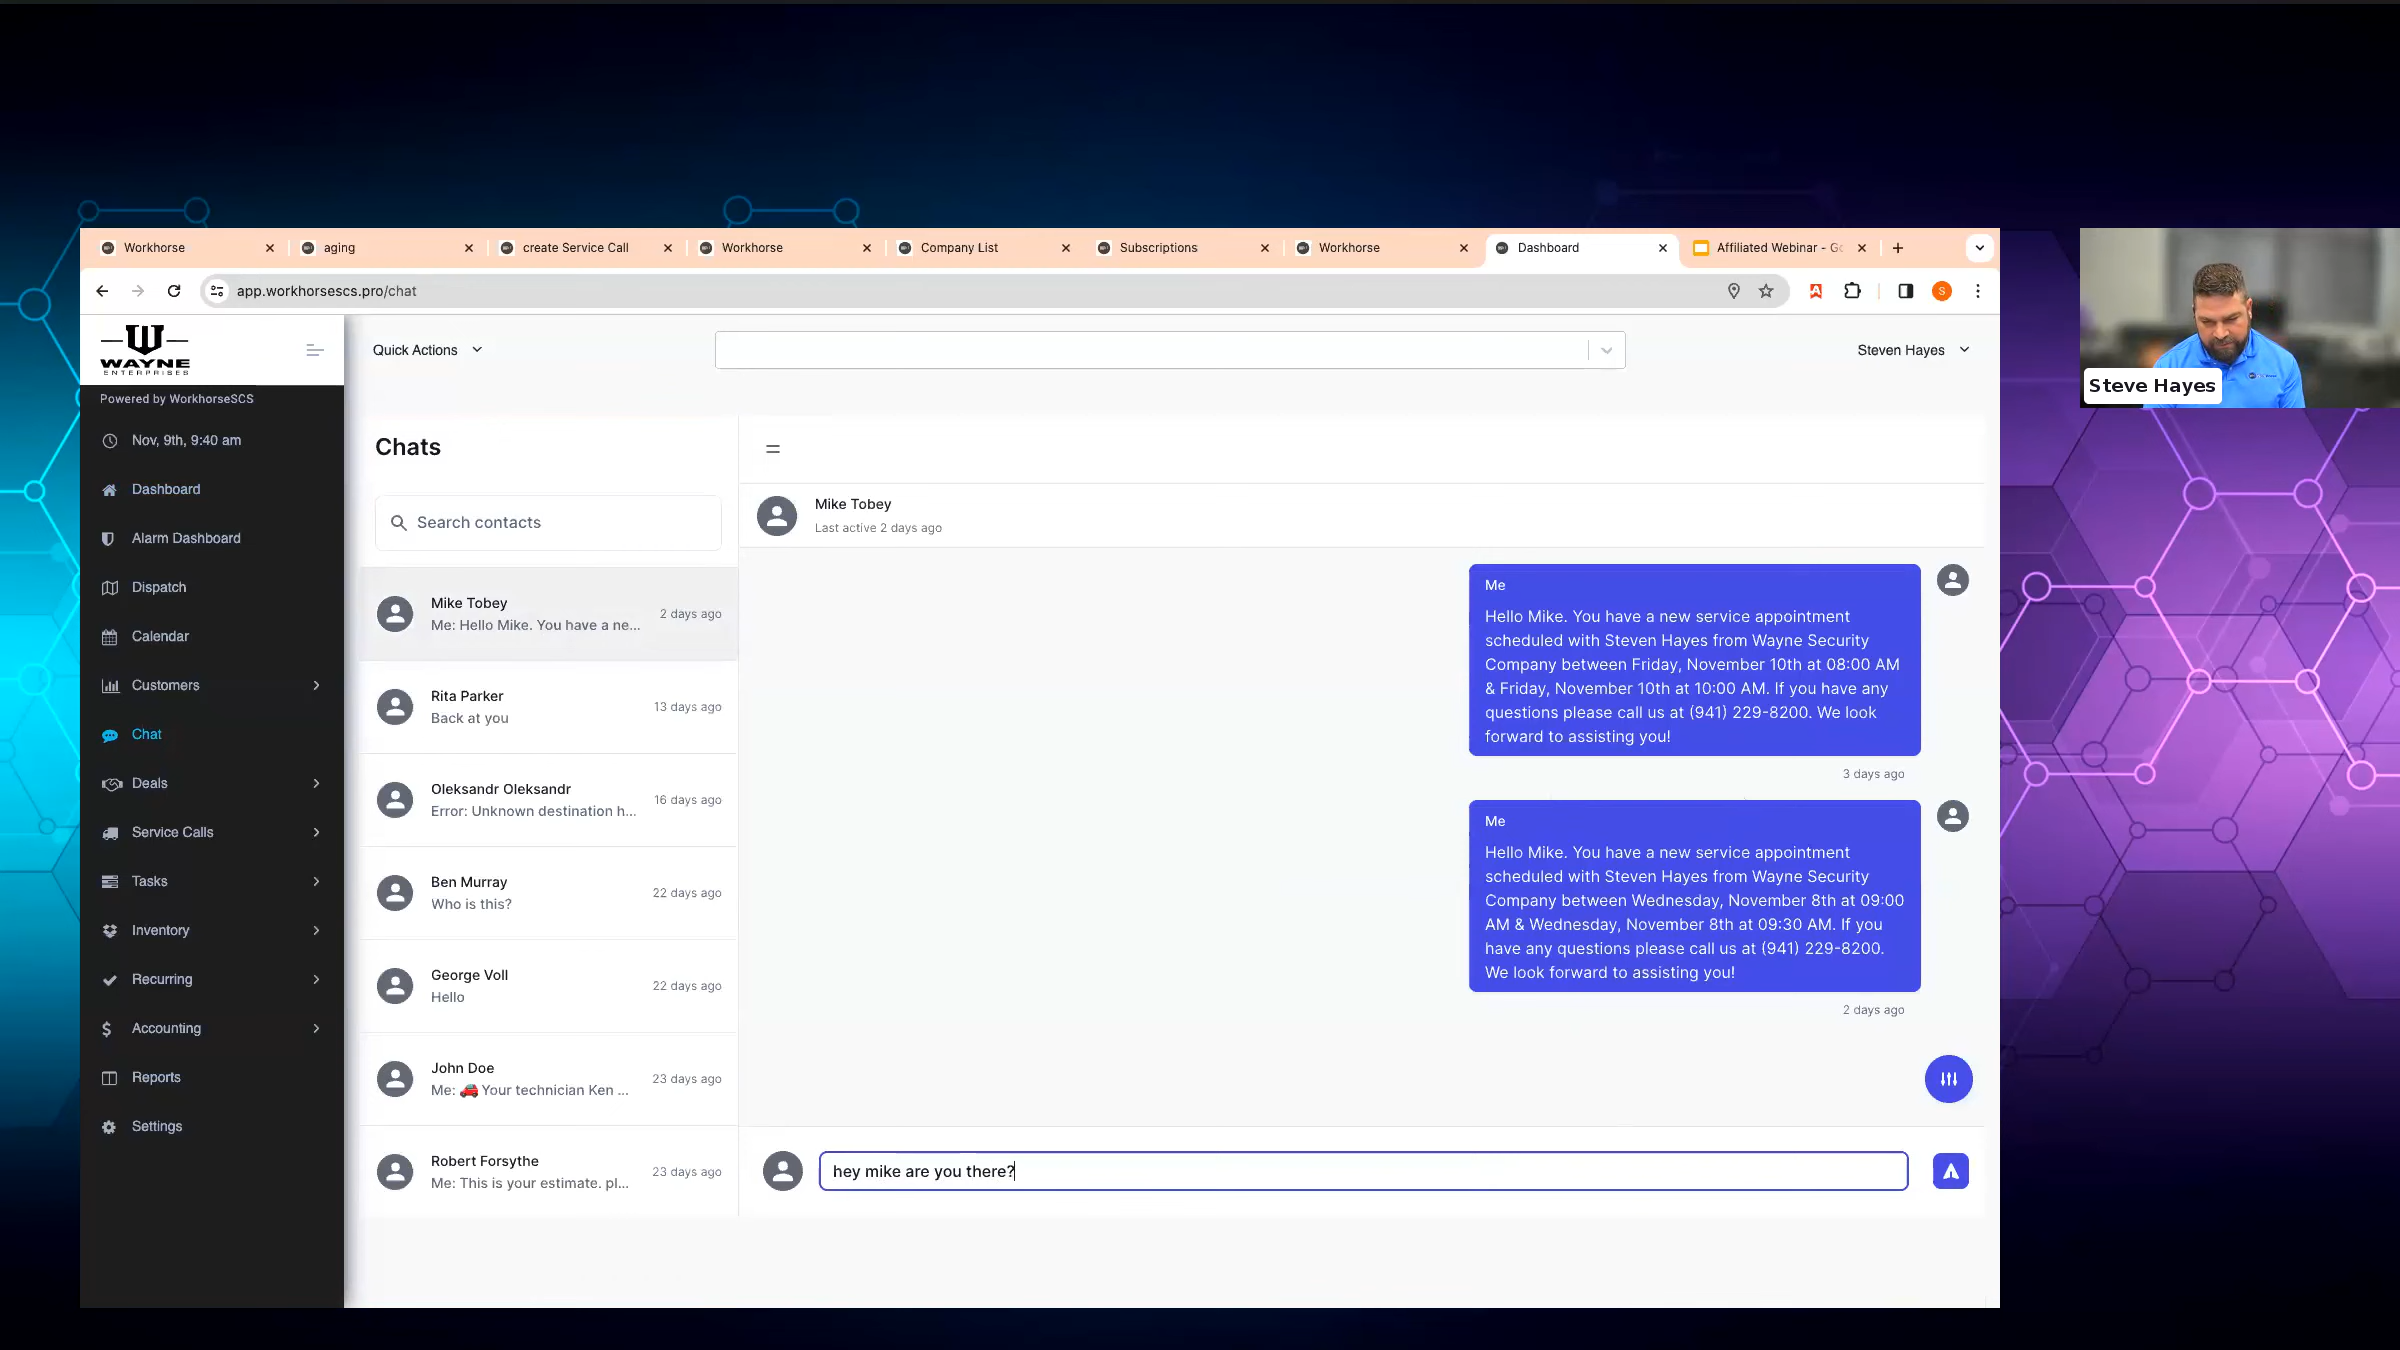 Workhorse
aging
create Service Call
Workhorse
Company List
Subscriptions
Workhorse
Dashboard
Affiliated Webinar - Go
app.workhorsescs.pro/chat
S
WAYNE
ENTERPRISES
Powered by WorkhorseSCS
Nov, 9th, 9:40 am
Dashboard
Alarm Dashboard
Dispatch
Calendar
Customers
Chat
Deals
Service Calls
Tasks
Inventory
Recurring
Accounting
Reports
Settings
Quick Actions
Steven Hayes
Chats
Search contacts
Mike Tobey
2 days ago
Me: Hello Mike. You have a ne...
Rita Parker
13 days ago
Back at you
Oleksandr Oleksandr
16 days ago
Error: Unknown destination h...
Ben Murray
22 days ago
Who is this?
George Voll
22 days ago
Hello
John Doe
23 days ago
Me: 🚗 Your technician Ken ...
Robert Forsythe
23 days ago
Me: This is your estimate. pl...
Mike Tobey
Last active 2 days ago
Me
Hello Mike. You have a new service appointment
scheduled with Steven Hayes from Wayne Security
Company between Friday, November 10th at 08:00 AM
& Friday, November 10th at 10:00 AM. If you have any
questions please call us at (941) 229-8200. We look
forward to assisting you!
3 days ago
Me
Hello Mike. You have a new service appointment
scheduled with Steven Hayes from Wayne Security
Company between Wednesday, November 8th at 09:00
AM & Wednesday, November 8th at 09:30 AM. If you
have any questions please call us at (941) 229-8200.
We look forward to assisting you!
2 days ago
hey mike are you there?
Steve Hayes